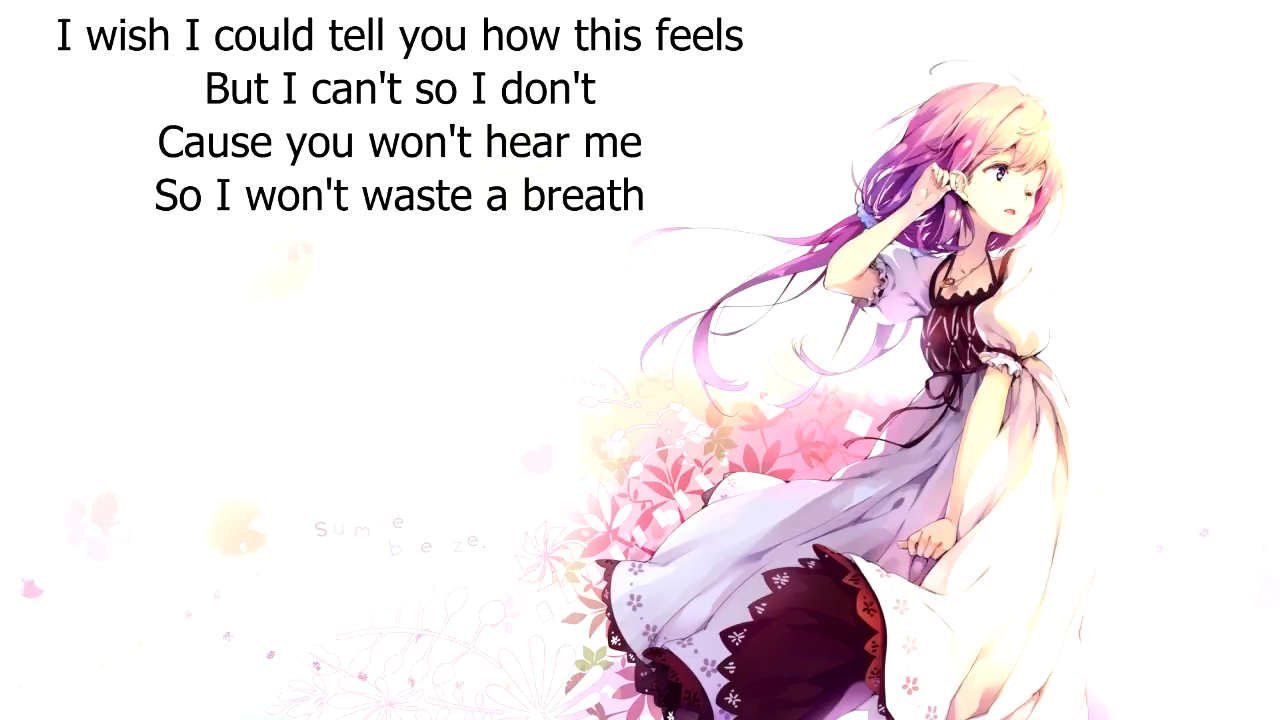 I wish I could tell you how this feels
But I can't so I don't
Cause you won't hear me
So I won't waste a breath